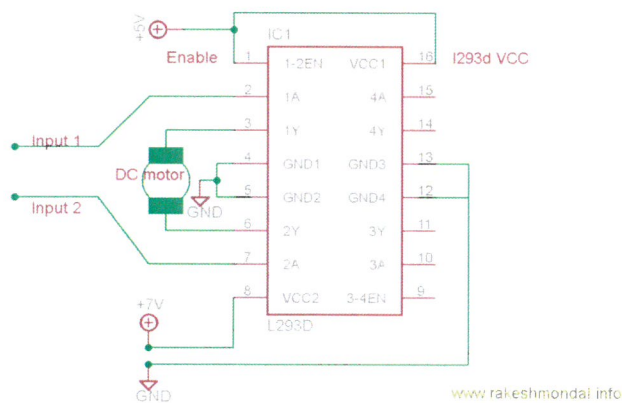 +5V
IC1
Enable
1 1-2EN VCC1 16
l293d VCC
2 1A 4A 15
Input 1
3 1Y 4Y 14
4 GND1 GND3 13
DC motor
5 GND2 GND4 12
GND
Input 2
6 2Y 3Y 11
7 2A 3A 10
8 VCC2 3-4EN 9
+7V
L293D
GND
www.rakeshmondal.info